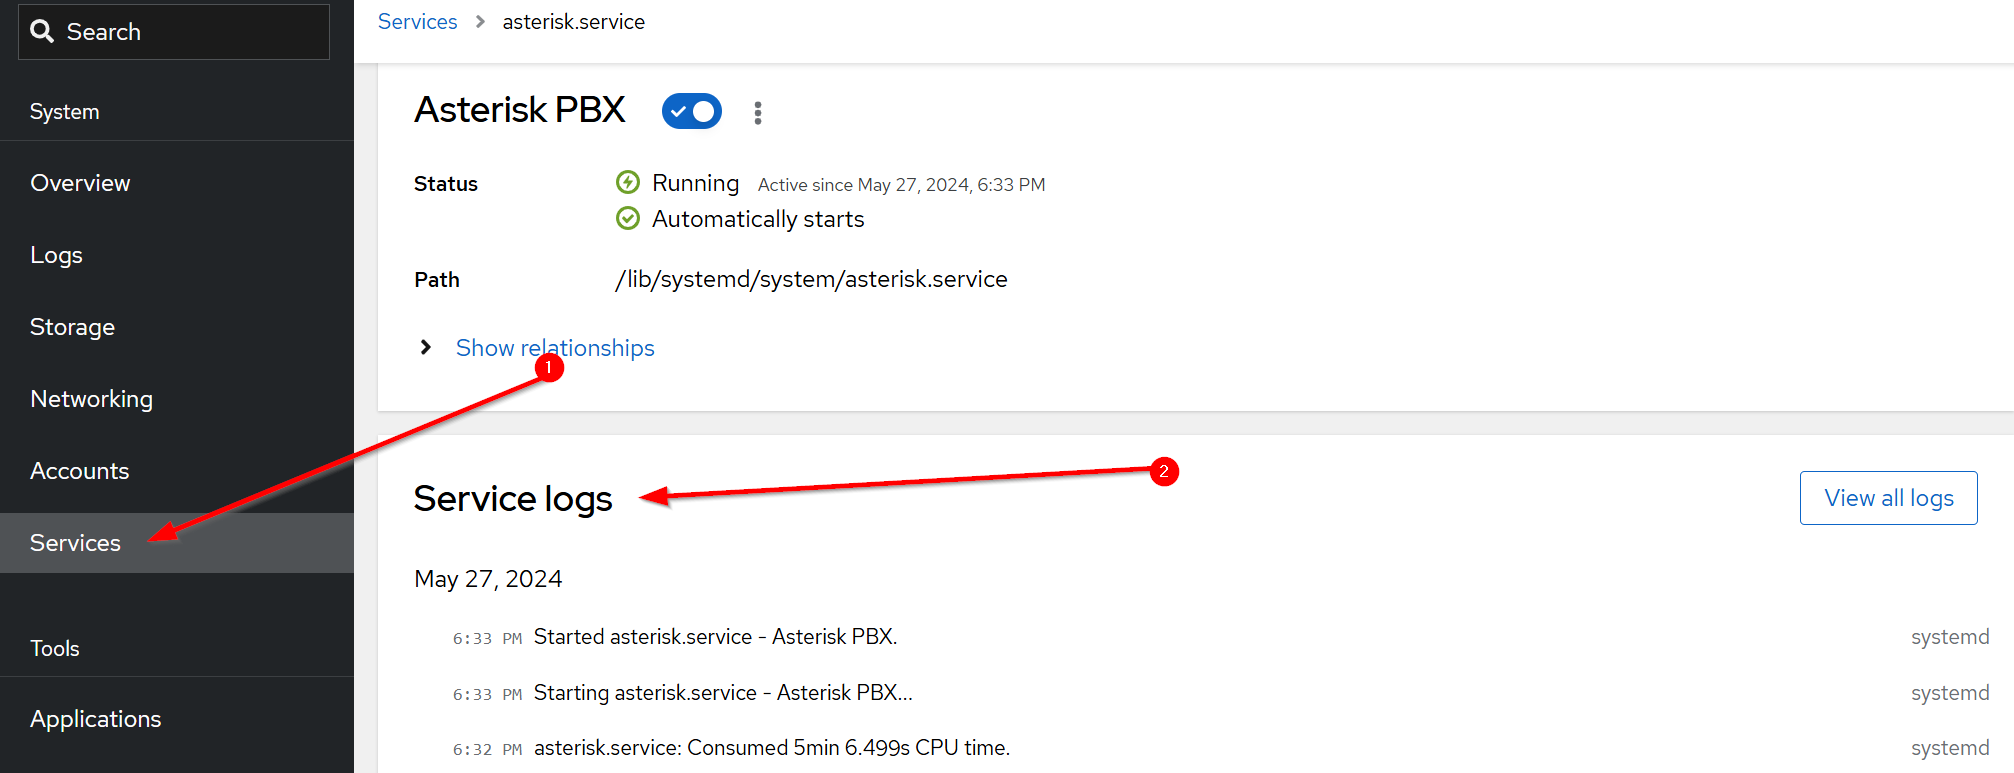 Search
System
Overview
Logs
Storage
Networking
Accounts
Services
Tools
Applications
Services > asterisk.service
Asterisk PBX
Status Running Active since May 27, 2024, 6:33 PM
Automatically starts
Path /lib/systemd/system/asterisk.service
Show relationships
1
2
Service logs View all logs
May 27, 2024
6:33 PM Started asterisk.service - Asterisk PBX. systemd
6:33 PM Starting asterisk.service - Asterisk PBX... systemd
6:32 PM asterisk.service: Consumed 5min 6.499s CPU time. systemd